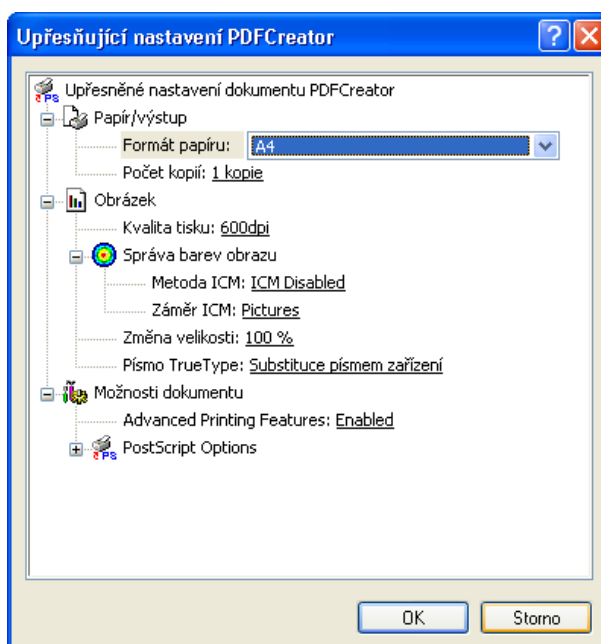 Upřesňující nastavení PDFCreator
Upřesněné nastavení dokumentu PDFCreator
Papír/výstup
Formát papíru: A4
Počet kopií: 1 kopie
Obrázek
Kvalita tisku: 600dpi
Správa barev obrazu
Metoda ICM: ICM Disabled
Záměr ICM: Pictures
Změna velikosti: 100 %
Písmo TrueType: Substituce písmem zařízení
Možnosti dokumentu
Advanced Printing Features: Enabled
PostScript Options
OK Storno